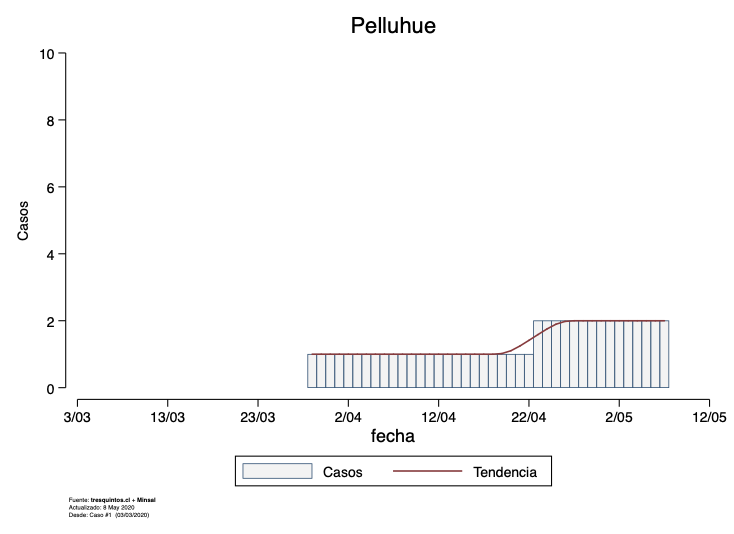 Pelluhue
10
8
6
4
2
0
Casos
3/03 13/03 23/03 2/04 12/04 22/04 2/05 12/05
fecha
Casos Tendencia
Fuente: tresquintos.cl + Minsal
Actualizado: 8 May 2020
Desde: Caso #1 (03/03/2020)